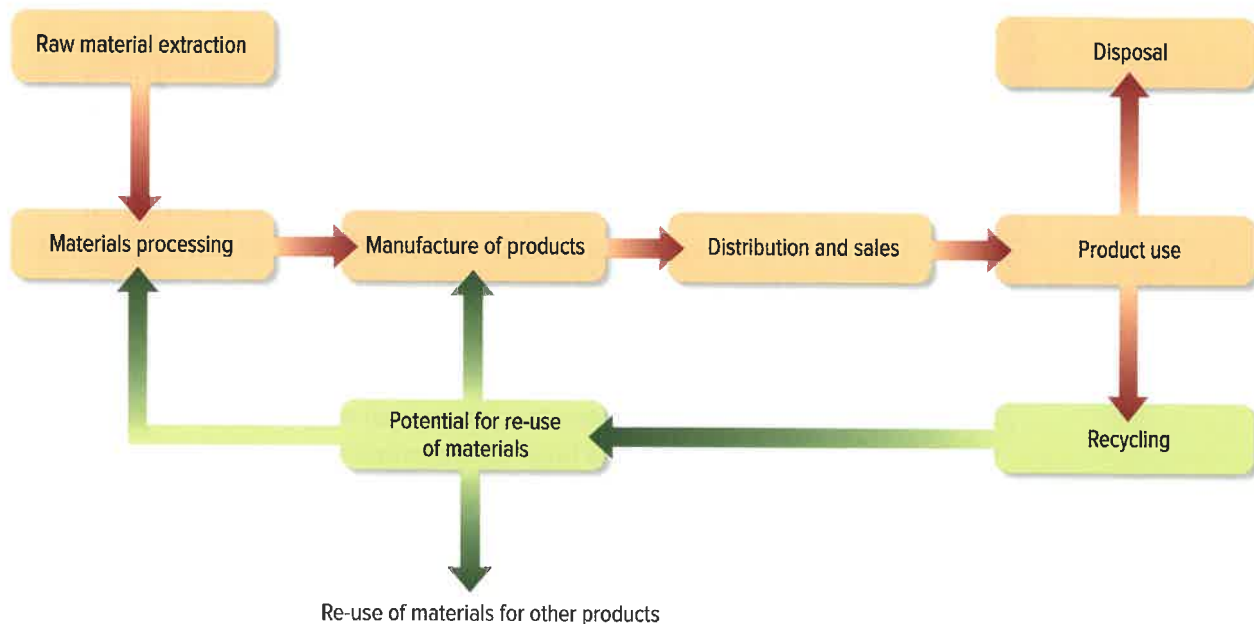 Raw material extraction
Disposal
Materials processing
Manufacture of products
Distribution and sales
Product use
Potential for re-use
of materials
Recycling
Re-use of materials for other products